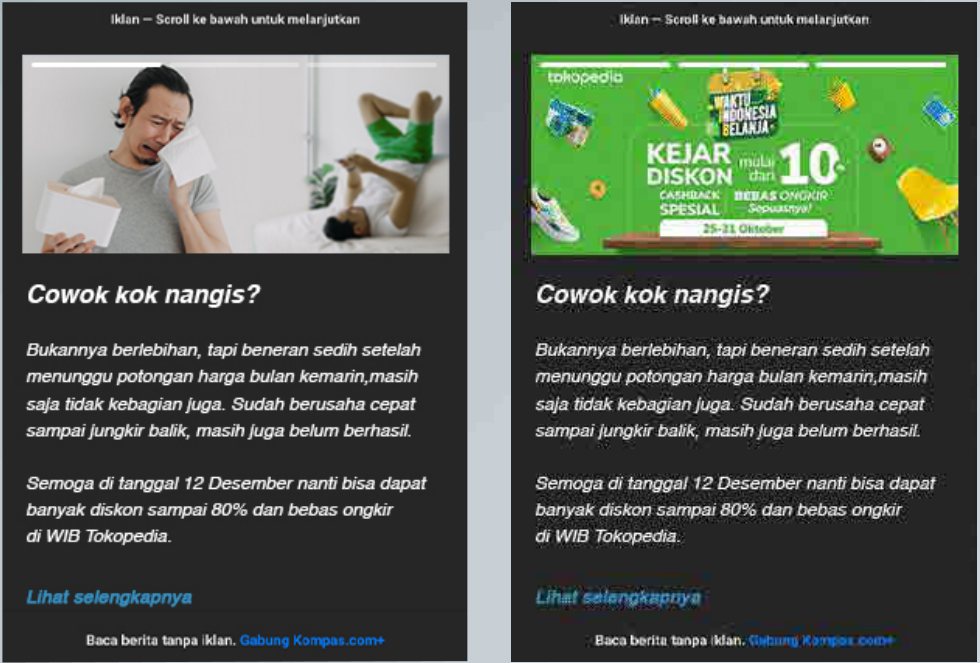 Iklan — Scroll ke bawah untuk melanjutkan
Cowok kok nangis?
Bukannya berlebihan, tapi beneran sedih setelah
menunggu potongan harga bulan kemarin,masih
saja tidak kebagian juga. Sudah berusaha cepat
sampai jungkir balik, masih juga belum berhasil.
Semoga di tanggal 12 Desember nanti bisa dapat
banyak diskon sampai 80% dan bebas ongkir
di WIB Tokopedia.
Lihat selengkapnya
Baca berita tanpa iklan. Gabung Kompas.com+
Iklan — Scroll ke bawah untuk melanjutkan
tokopedia
WAKTU
INDONESIA
BELANJA
KEJAR
DISKON
mulai
dari
10
CASHBACK
SPESIAL
BEBAS ONGKIR
Sepuasnya!
25-31 Oktober
Cowok kok nangis?
Bukannya berlebihan, tapi beneran sedih setelah
menunggu potongan harga bulan kemarin,masih
saja tidak kebagian juga. Sudah berusaha cepat
sampai jungkir balik, masih juga belum berhasil.
Semoga di tanggal 12 Desember nanti bisa dapat
banyak diskon sampai 80% dan bebas ongkir
di WIB Tokopedia.
Lihat selengkapnya
Baca berita tanpa iklan. Gabung Kompas.com+